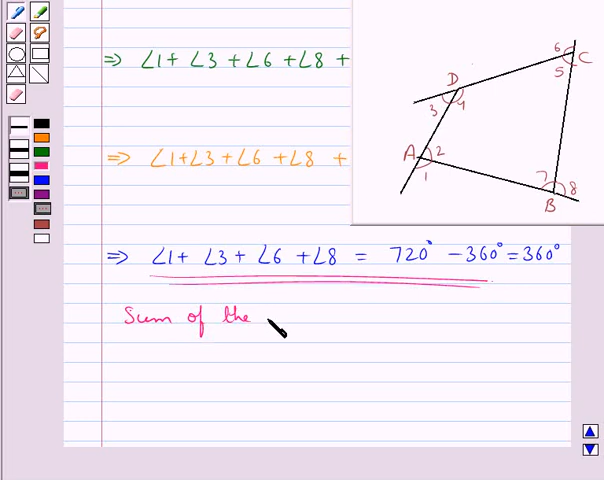 ⇒ ∠1 + ∠3 + ∠6 + ∠8 +
⇒ ∠1 + ∠3 + ∠6 + ∠8 +
⇒ ∠1 + ∠3 + ∠6 + ∠8 = 720° - 360° = 360°
Sum of the
6 C
5
D
3 4
A 2
1
7 8
B